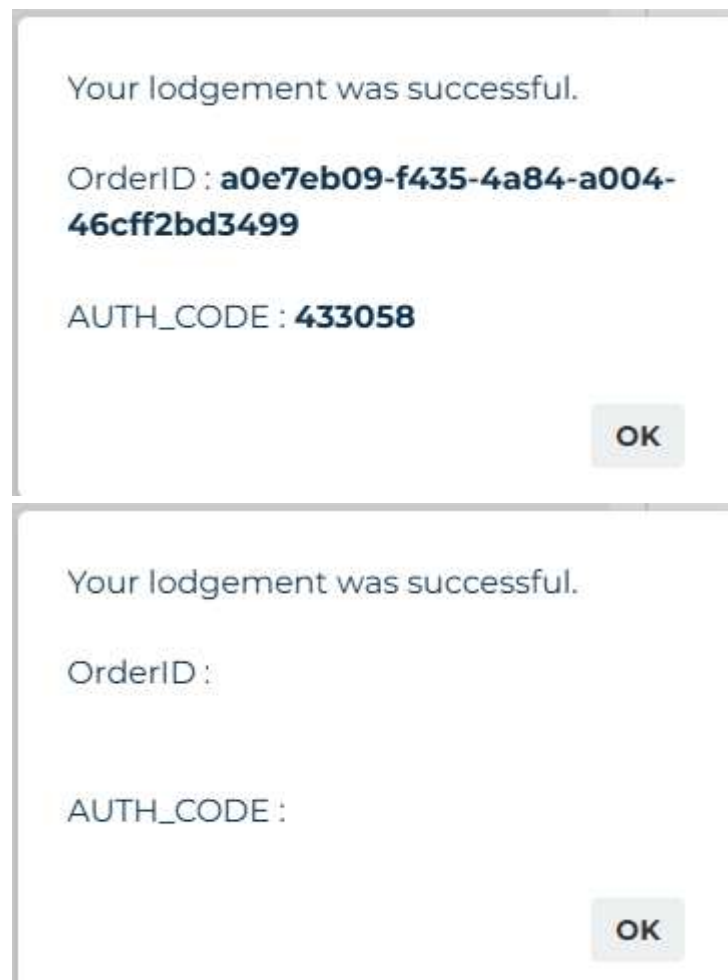 Your lodgement was successful.
OrderID : a0e7eb09-f435-4a84-a004-
46cff2bd3499
AUTH_CODE : 433058
OK
Your lodgement was successful.
OrderID :
AUTH_CODE :
OK